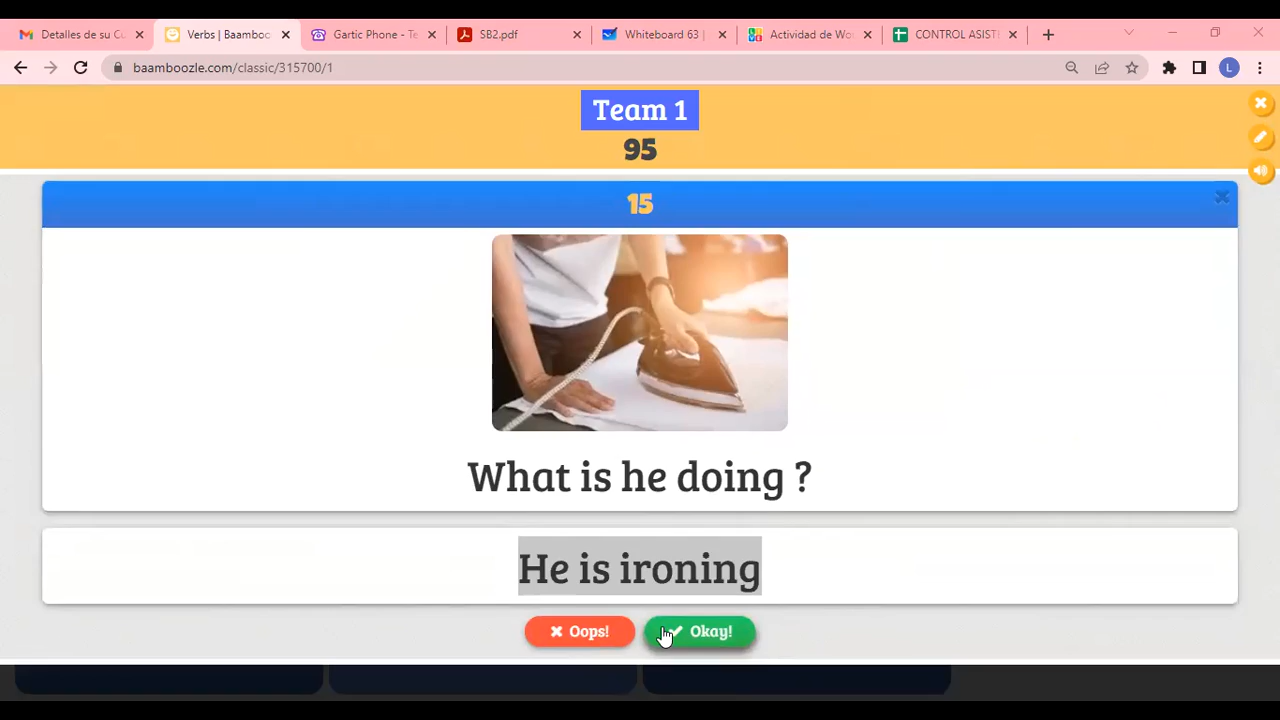 Detalles de su Cu
Verbs | Baamboo
Gartic Phone - Te
SB2.pdf
Whiteboard 63 |
Actividad de Wo
CONTROL ASIST
baamboozle.com/classic/315700/1
L
Team 1
95
15
What is he doing ?
He is ironing
Oops!
Okay!